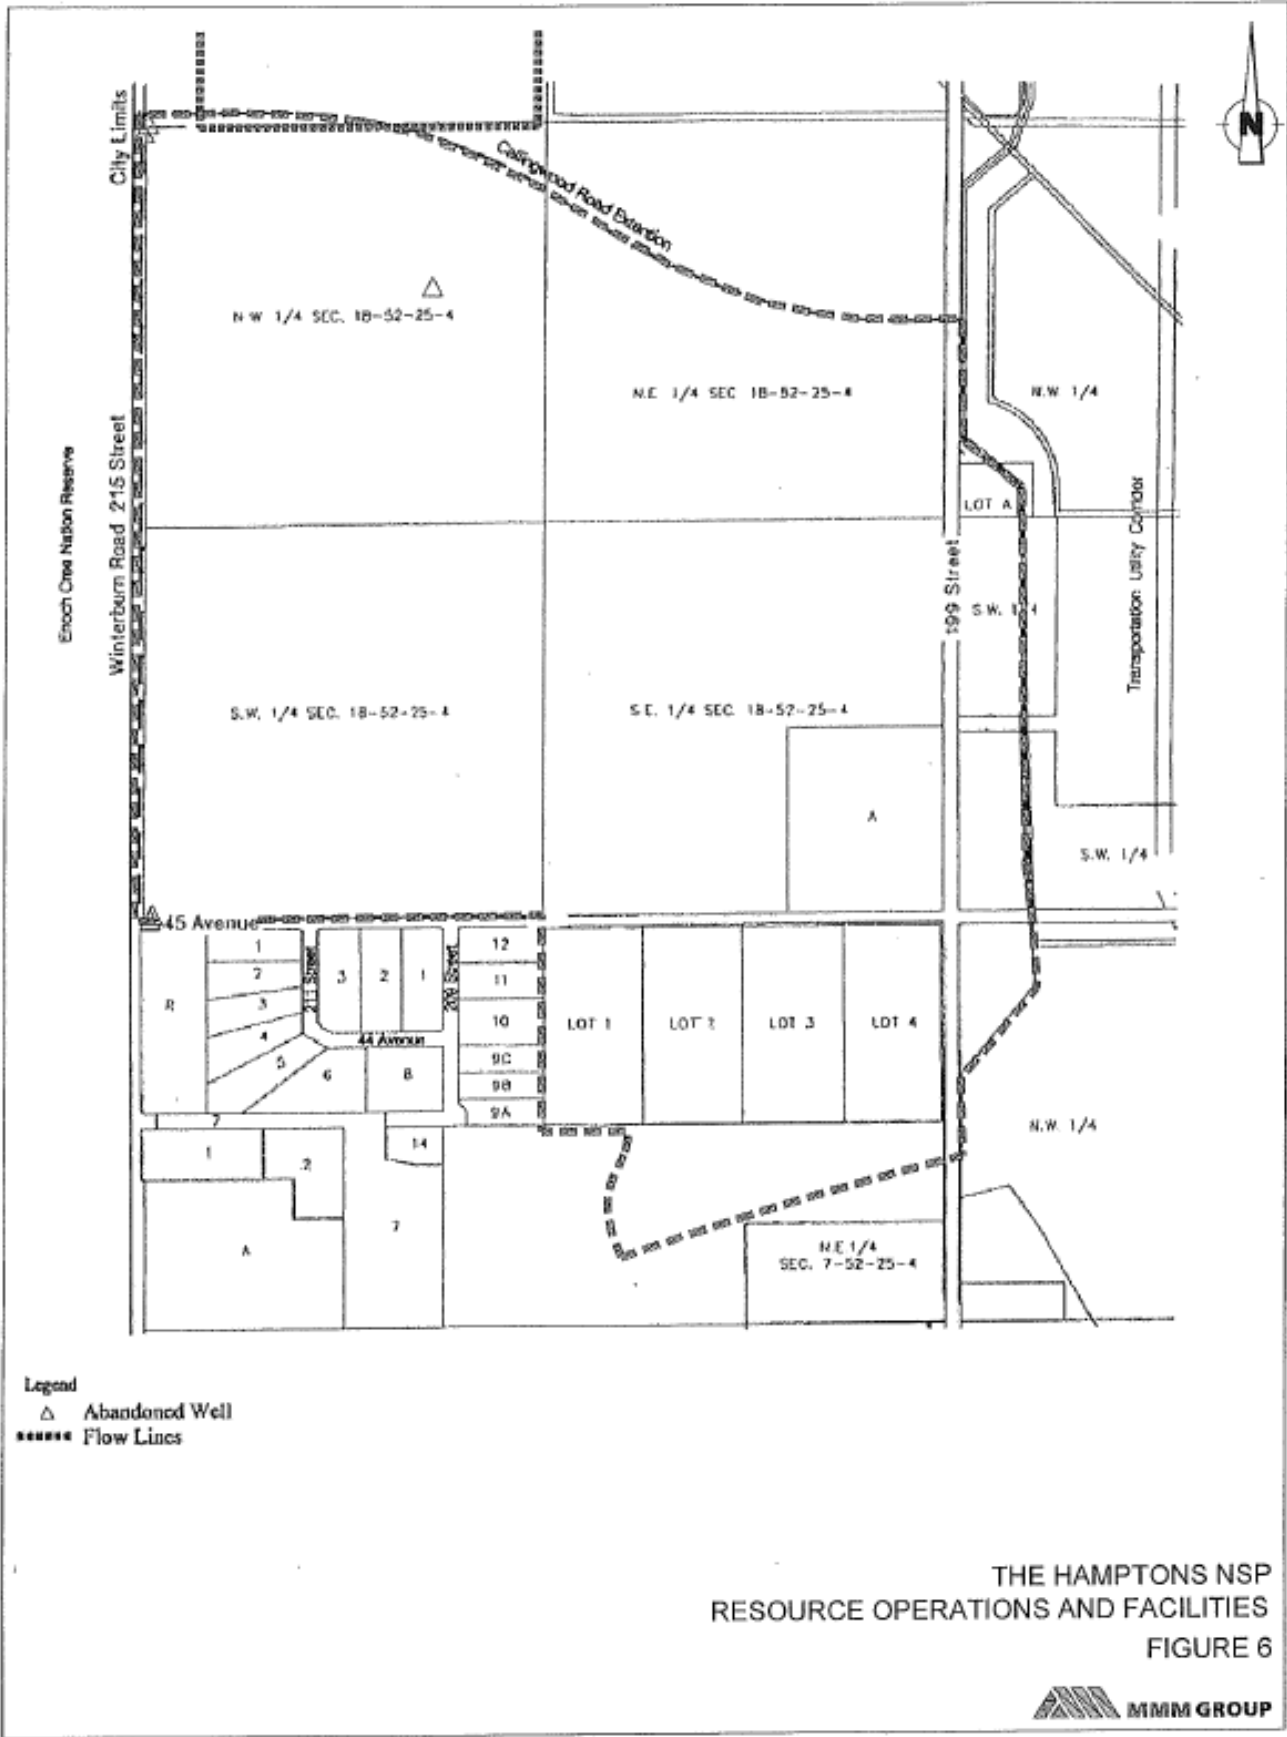 City Limits
N
Callingwood Road Extention
N W 1/4 SEC. 18-52-25-4
N.E 1/4 SEC 18-52-25-4
N.W 1/4
Enoch Cree Nation Reserve
Winterburn Road 215 Street
LOT A
199 Street
S.W. 1/4
Transportation Utility Corridor
S.W. 1/4 SEC. 18-52-25-4
S E. 1/4 SEC. 18-52-25-4
A
S.W. 1/4
45 Avenue
1
2
3
4
5
6
R
211 Street
3
2
1
209 Street
44 Avenue
8
12
11
10
9C
9B
9A
LOT 1
LOT 2
LOT 3
LOT 4
7
1
2
14
N.W. 1/4
A
7
N.E 1/4
SEC. 7-52-25-4
Legend
Abandoned Well
Flow Lines
THE HAMPTONS NSP
RESOURCE OPERATIONS AND FACILITIES
FIGURE 6
MMM GROUP